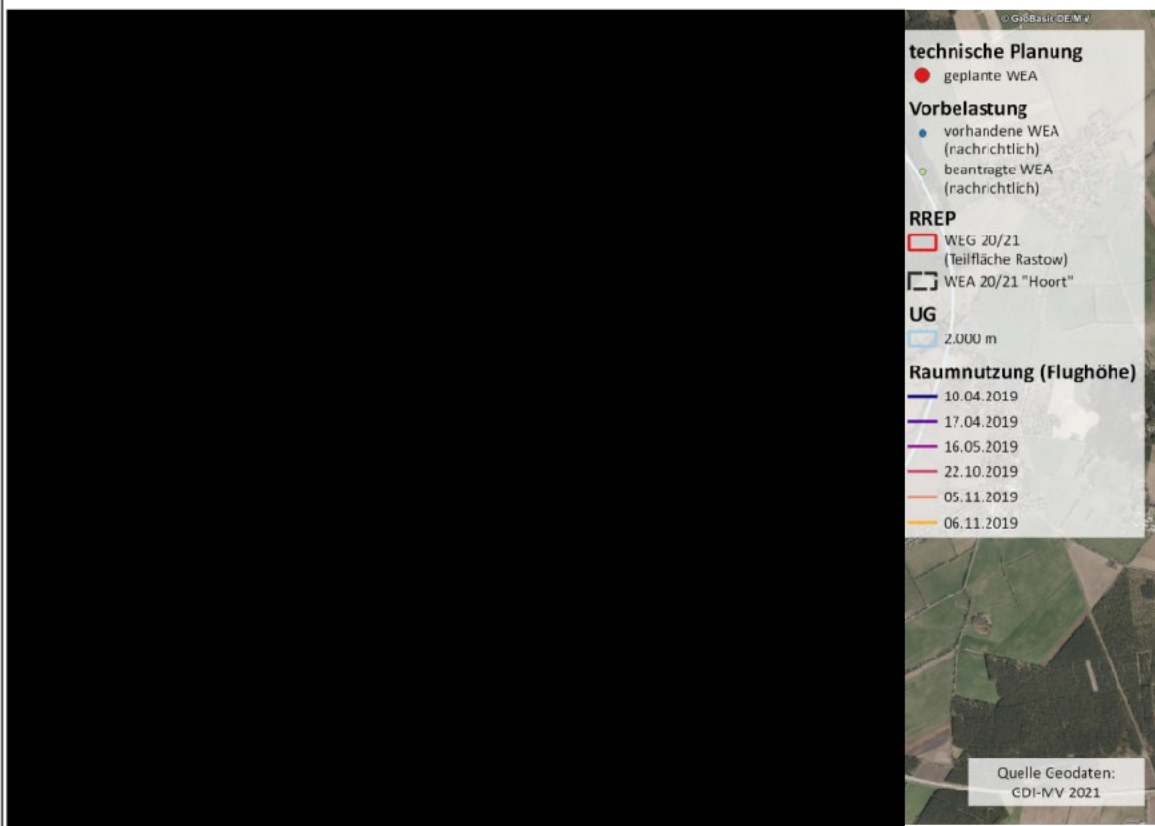 © GeoBasis-DE/M-V
technische Planung
geplante WEA
Vorbelastung
vorhandene WEA
(nachrichtlich)
beantragte WEA
(nachrichtlich)
RREP
WEG 20/21
(Teilfläche Rastow)
WEA 20/21 "Hoort"
UG
2.000 m
Raumnutzung (Flughöhe)
10.04.2019
17.04.2019
16.05.2019
22.10.2019
05.11.2019
06.11.2019
Quelle Geodaten:
GDI-MV 2021